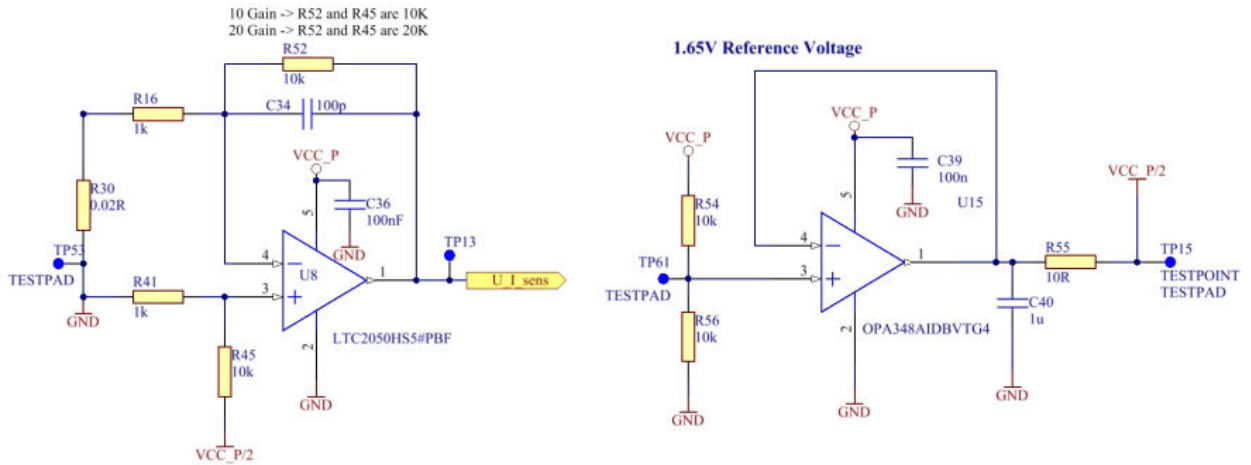 10 Gain -> R52 and R45 are 10K
20 Gain -> R52 and R45 are 20K
R52
10k
C34
100p
R16
1k
R30
0.02R
VCC_P
C36
100nF
GND
5
TP53
TESTPAD
4
U8
1
TP13
U_I_sens
R41
1k
3
GND
2
LTC2050HS5#PBF
R45
10k
GND
VCC_P/2
1.65V Reference Voltage
VCC_P
VCC_P
C39
100n
GND
U15
5
R54
10k
VCC_P/2
4
TP61
TESTPAD
3
1
R55
10R
TP15
TESTPOINT
TESTPAD
R56
10k
2
OPA348AIDBVTG4
C40
1u
GND
GND
GND